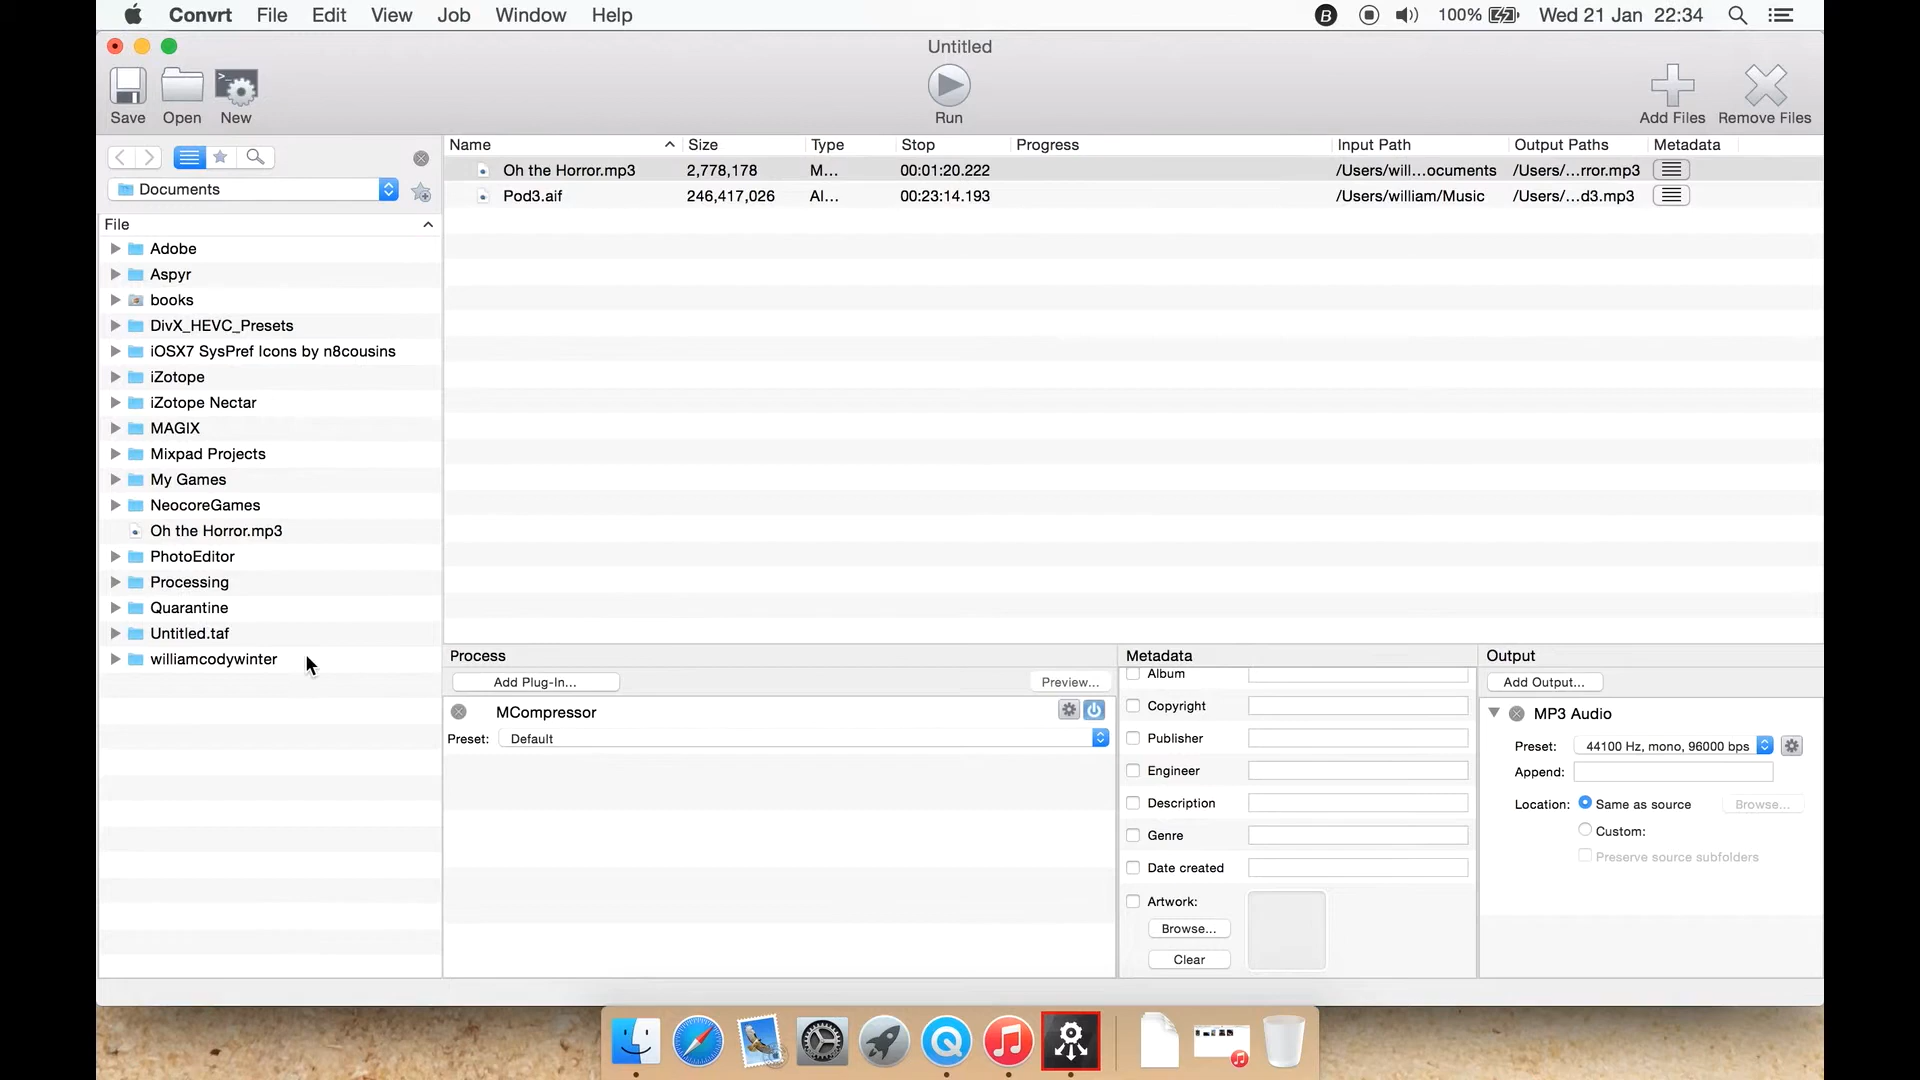 Convrt File Edit View Job Window Help 100% Wed 21 Jan 22:34
Untitled
Save Open New Run Add Files Remove Files
Name Size Type Stop Progress Input Path Output Paths Metadata
Oh the Horror.mp3 2,778,178 M... 00:01:20.222 /Users/will...ocuments /Users/...rror.mp3
Pod3.aif 246,417,026 AI... 00:23:14.193 /Users/william/Music /Users/...d3.mp3
Documents
File
Adobe
Aspyr
books
DivX_HEVC_Presets
iOSX7 SysPref Icons by n8cousins
iZotope
iZotope Nectar
MAGIX
Mixpad Projects
My Games
NeocoreGames
Oh the Horror.mp3
PhotoEditor
Processing
Quarantine
Untitled.taf
williamcodywinter
Process
Add Plug-In... Preview...
MCompressor
Preset: Default
Metadata
Album
Copyright
Publisher
Engineer
Description
Genre
Date created
Artwork:
Browse...
Clear
Output
Add Output...
MP3 Audio
Preset: 44100 Hz, mono, 96000 bps
Append:
Location: Same as source Browse...
Custom:
Preserve source subfolders